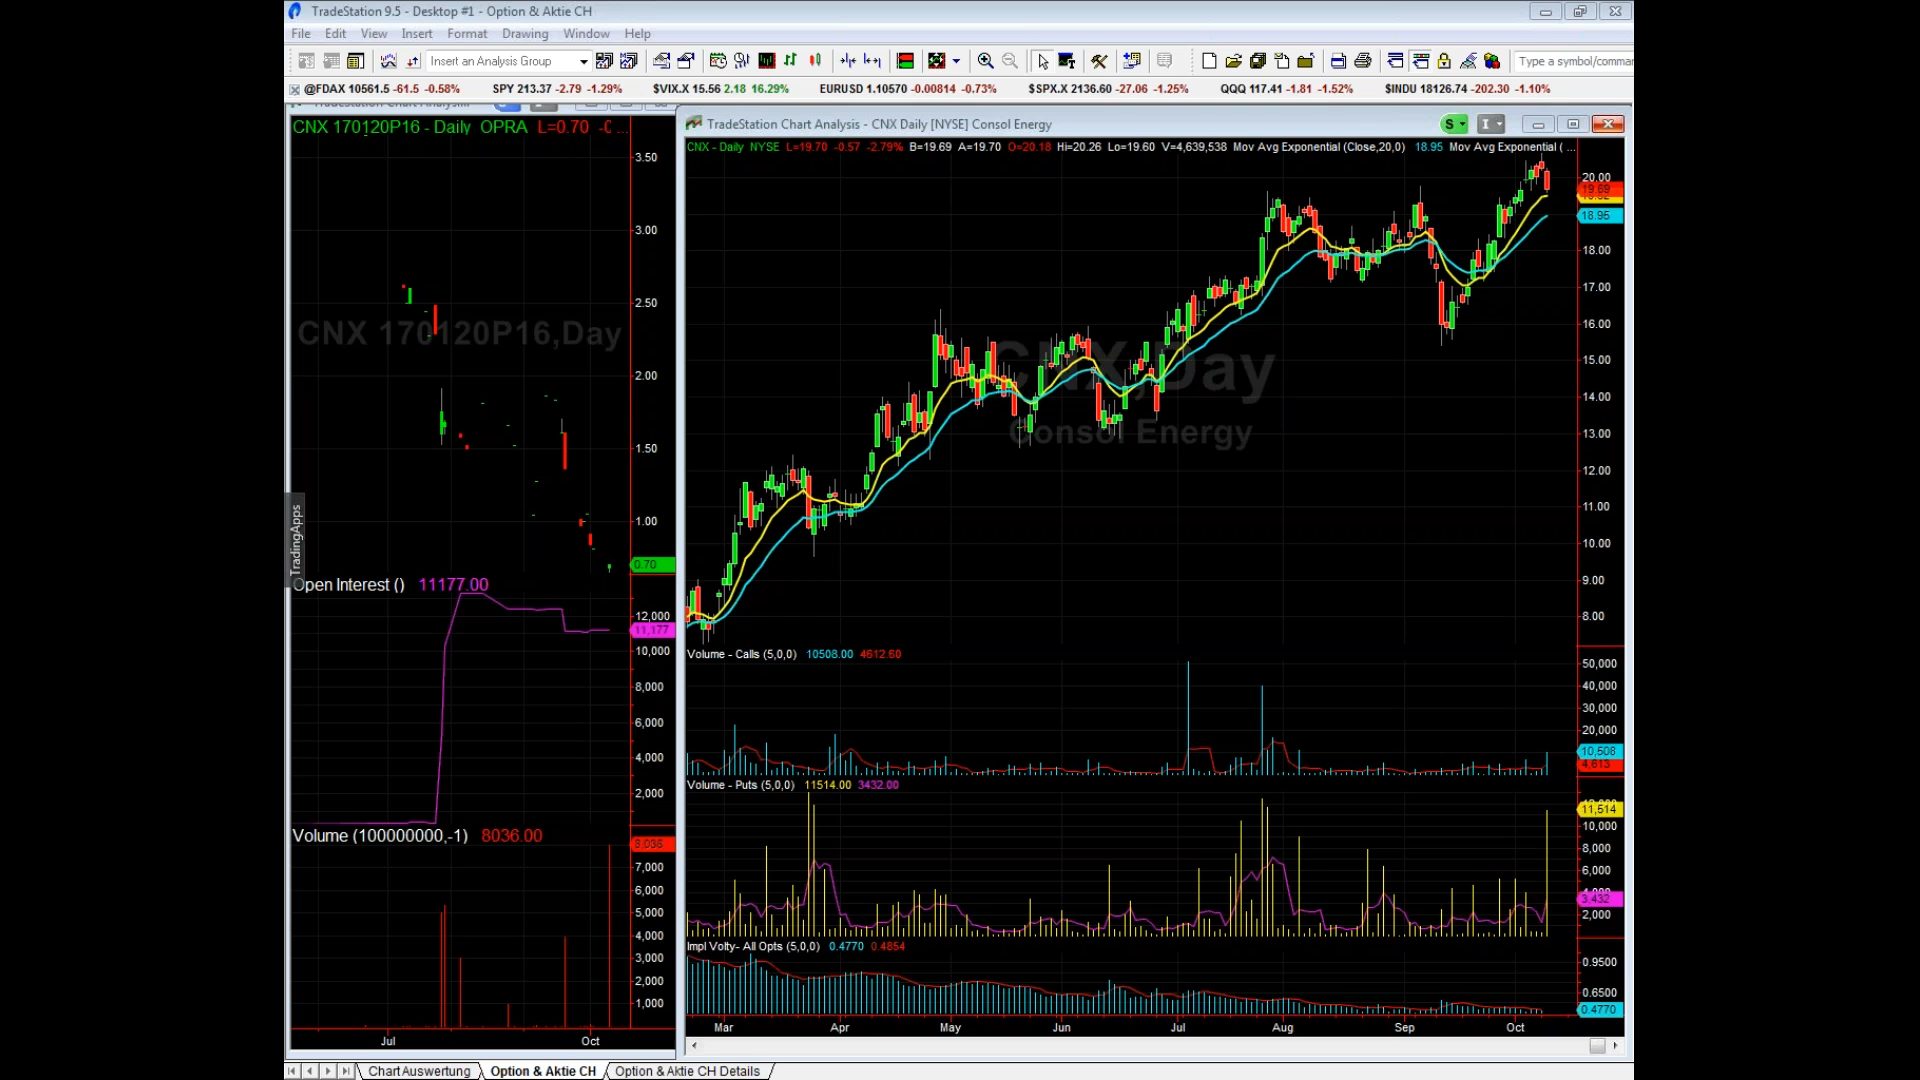 TradeStation 9.5 - Desktop #1 - Option & Aktie CH
File Edit View Insert Format Drawing Window Help
Insert an Analysis Group
Type a symbol/comman
@FDAX 10561.5 -61.5 -0.58% SPY 213.37 -2.79 -1.29% $VIX.X 15.56 2.18 16.29% EURUSD 1.10570 -0.00814 -0.73% $SPX.X 2136.60 -27.06 -1.25% QQQ 117.41 -1.81 -1.52% $INDU 18126.74 -202.30 -1.10%
CNX 170120P16 - Daily OPRA L=0.70
3.50
3.00
2.50
2.00
1.50
1.00
0.70
CNX 170120P16,Day
TradingApps
Open Interest () 11177.00
12,000
11,177
10,000
8,000
6,000
4,000
2,000
Volume (100000000,-1) 8036.00
8,036
7,000
6,000
5,000
4,000
3,000
2,000
1,000
Jul Oct
TradeStation Chart Analysis - CNX Daily [NYSE] Consol Energy
S I
CNX - Daily NYSE L=19.70 -0.57 -2.79% B=19.69 A=19.70 O=20.18 Hi=20.26 Lo=19.60 V=4,639,538 Mov Avg Exponential (Close,20,0) 18.95 Mov Avg Exponential ( ...
20.00
19.69
18.95
18.00
17.00
16.00
15.00
14.00
13.00
12.00
11.00
10.00
9.00
8.00
CNX,Day
Consol Energy
Volume - Calls (5,0,0) 10508.00 4612.60
50,000
40,000
30,000
20,000
10,508
4,613
Volume - Puts (5,0,0) 11514.00 3432.00
11,514
10,000
8,000
6,000
4,000
3,432
2,000
Impl Volty- All Opts (5,0,0) 0.4770 0.4854
0.9500
0.6500
0.4770
Mar Apr May Jun Jul Aug Sep Oct
ChartAuswertung Option & Aktie CH Option & Aktie CH Details